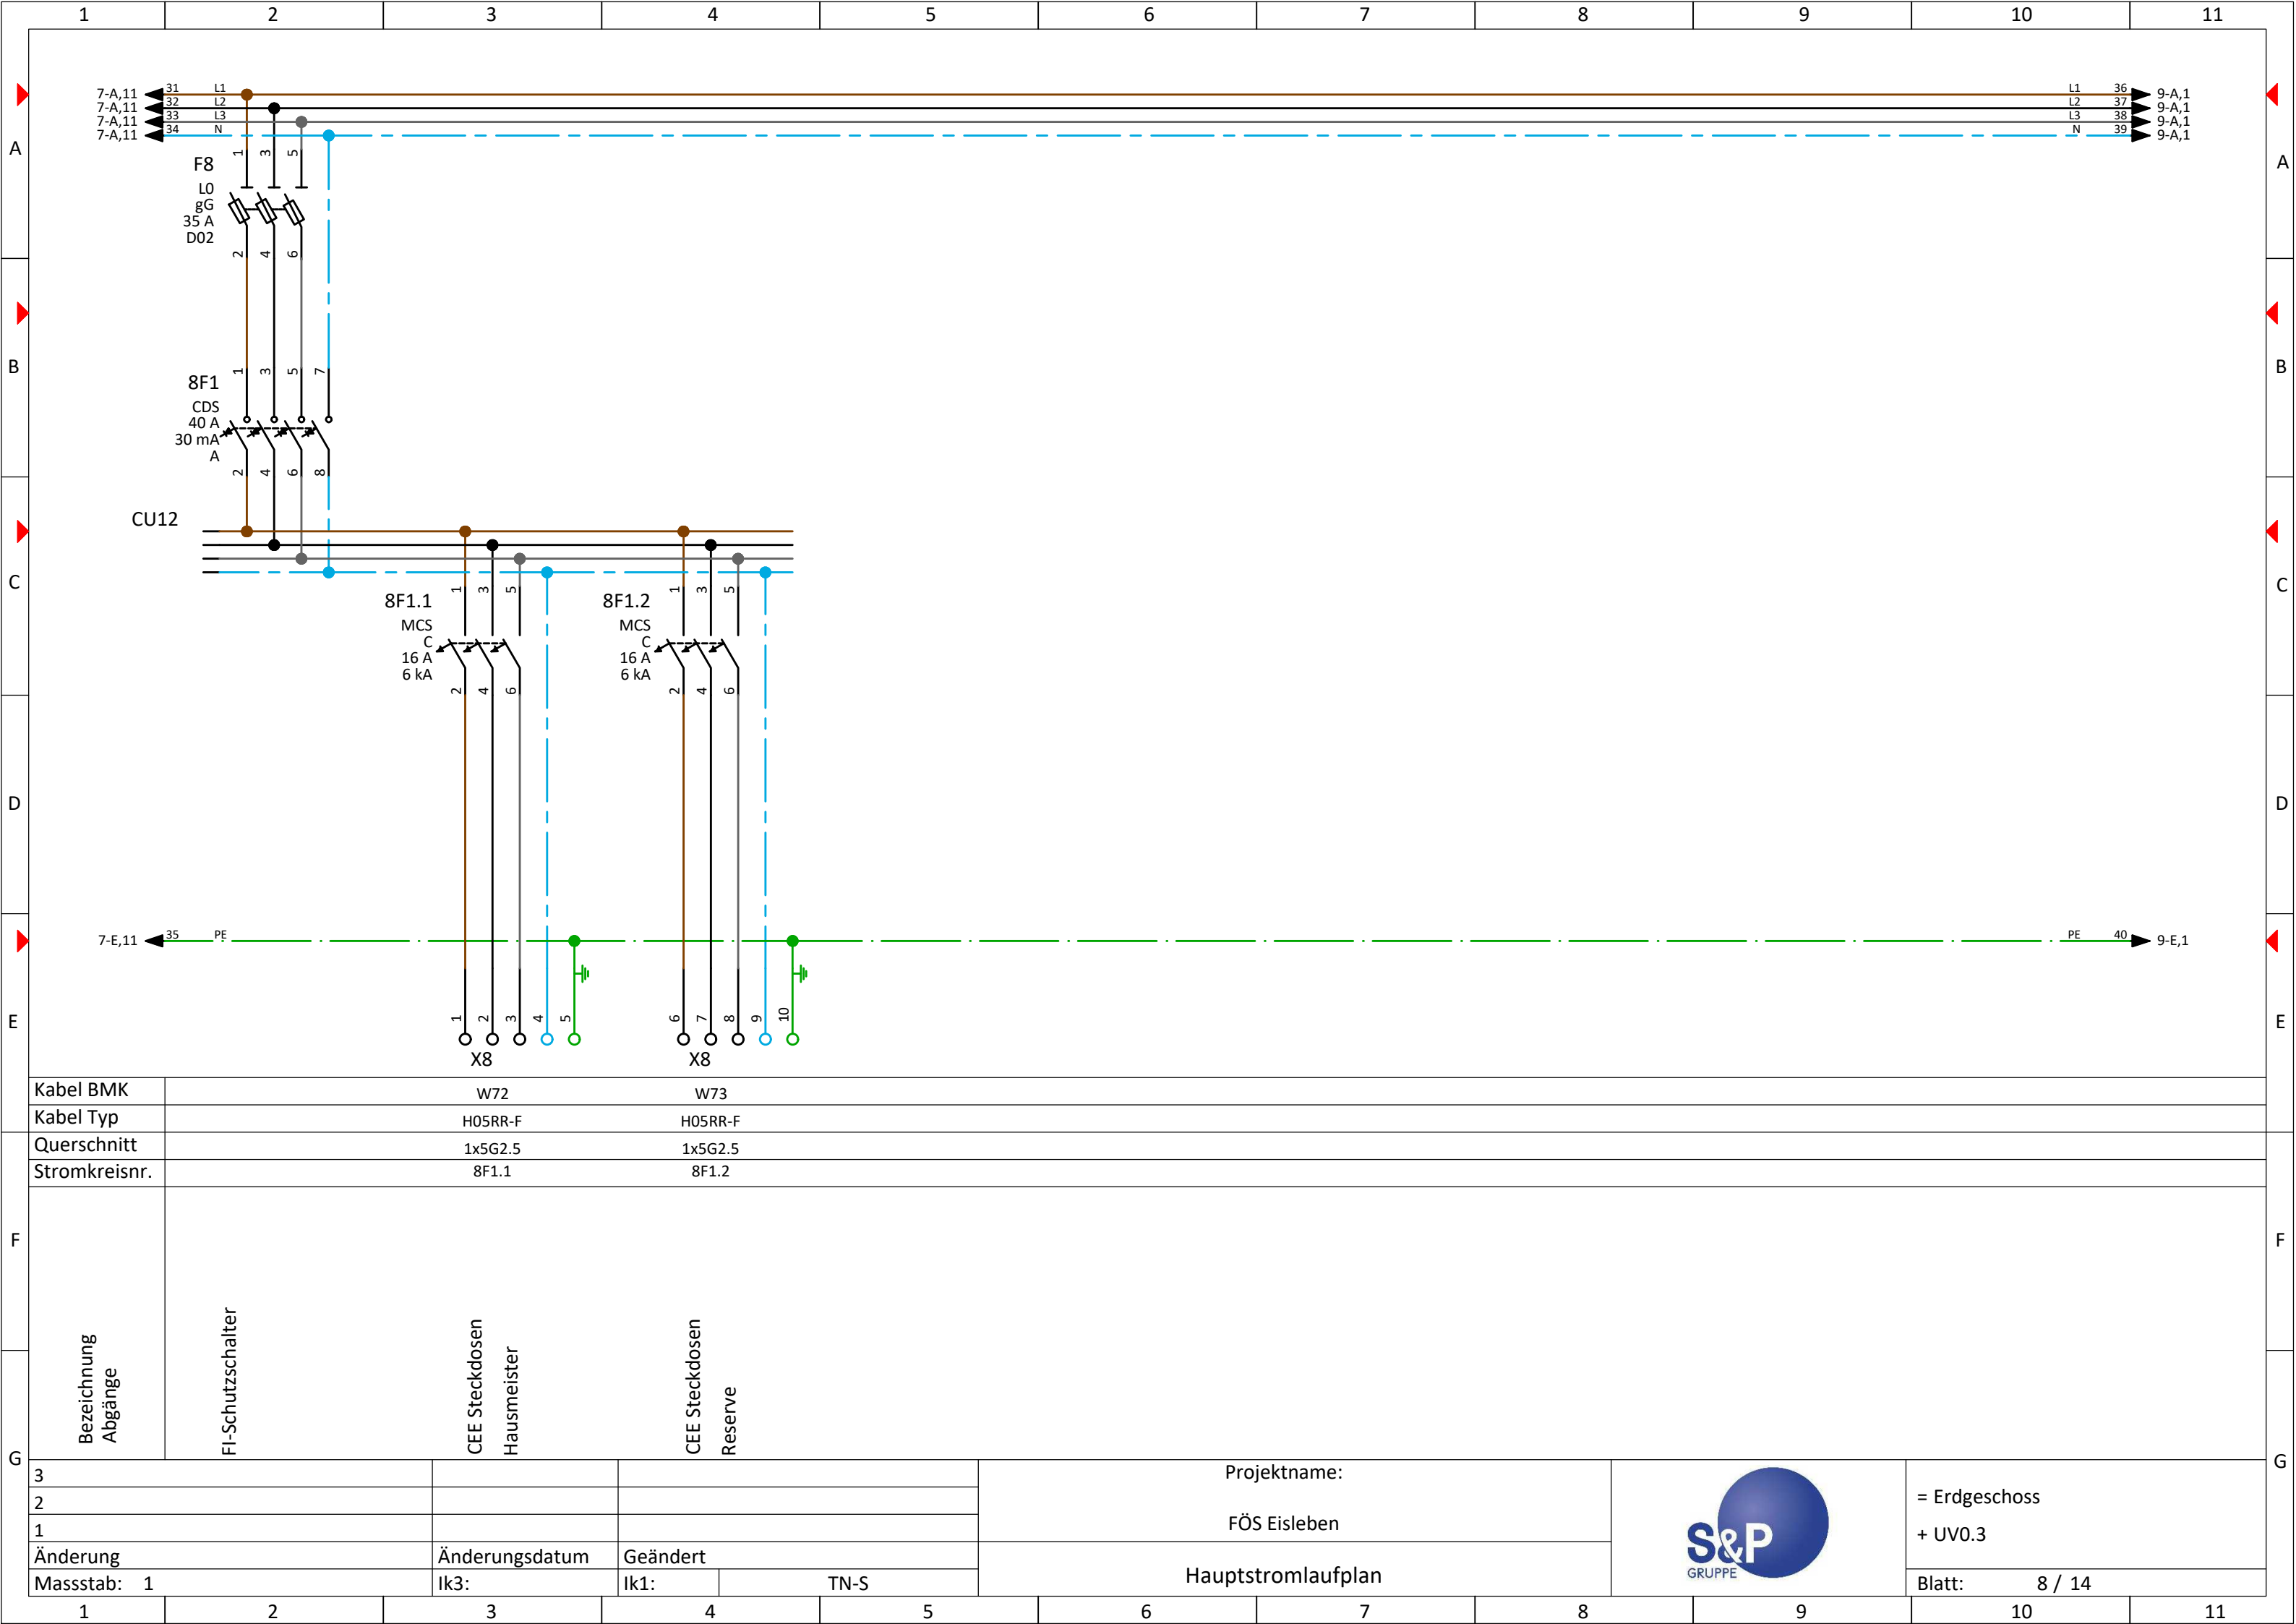 1 2 3 4 5 6 7 8 9 10 11
7-A,11 31 L1 L1 36 9-A,1
7-A,11 32 L2 L2 37 9-A,1
7-A,11 33 L3 L3 38 9-A,1
7-A,11 34 N N 39 9-A,1
A A
1 3 5
F8
L0
gG
35 A
D02
2 4 6
B B
1 3 5 7
8F1
CDS
40 A
30 mA
A
2 4 6 8
CU12
C C
1 3 5 1 3 5
8F1.1 8F1.2
MCS MCS
C C
16 A 16 A
6 kA 6 kA
2 4 6 2 4 6
D D
7-E,11 35 PE PE 40 9-E,1
E E
1 2 3 4 5 6 7 8 9 10
X8 X8
Kabel BMK W72 W73
Kabel Typ H05RR-F H05RR-F
Querschnitt 1x5G2.5 1x5G2.5
Stromkreisnr. 8F1.1 8F1.2
F F
Bezeichnung
Abgänge
FI-Schutzschalter
CEE Steckdosen
Hausmeister
CEE Steckdosen
Reserve
G G
3
2
1
Änderung Änderungsdatum Geändert
Massstab: 1 Ik3: Ik1: TN-S
Projektname:
FÖS Eisleben
Hauptstromlaufplan
S&P
GRUPPE
= Erdgeschoss
+ UV0.3
Blatt: 8 / 14
1 2 3 4 5 6 7 8 9 10 11